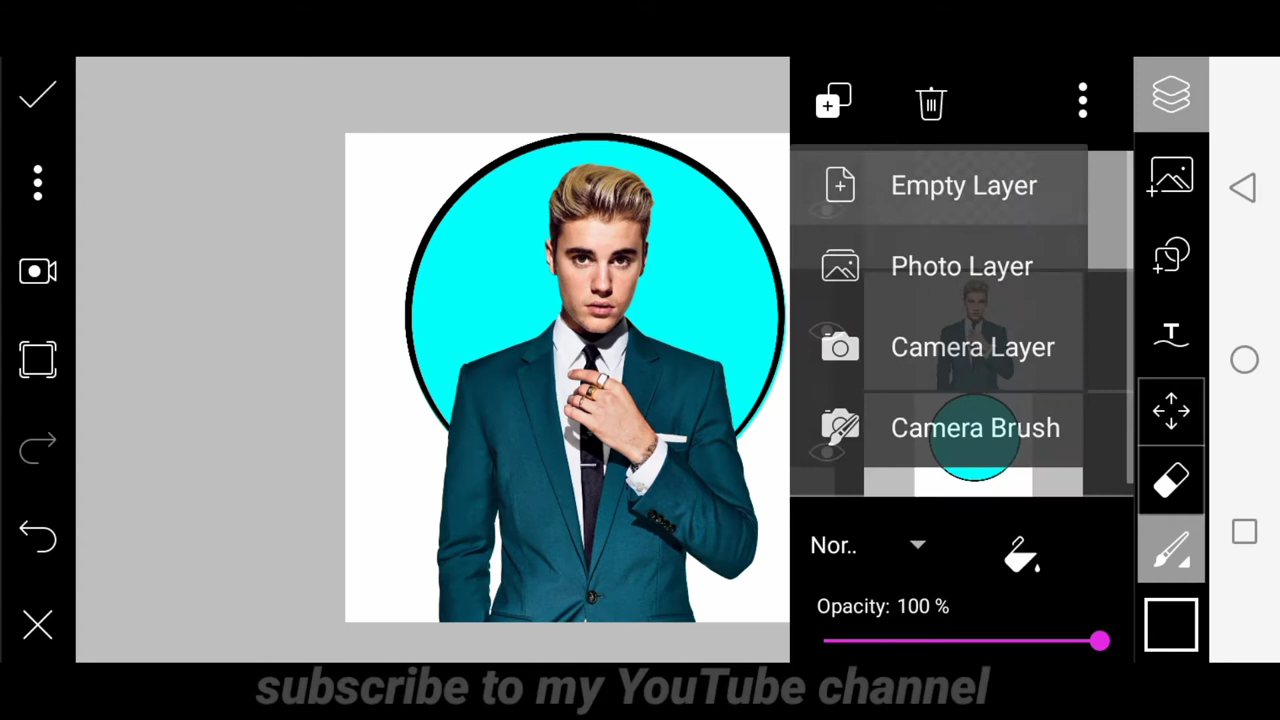 Empty Layer
Photo Layer
Camera Layer
Camera Brush
Nor..
Opacity: 100 %
T
subscribe to my YouTube channel